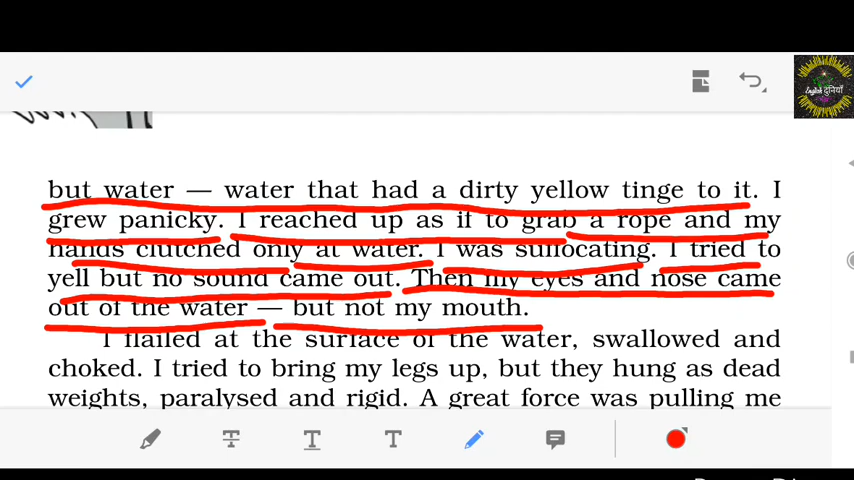 English दुनियाँ
but water — water that had a dirty yellow tinge to it. I
grew panicky. I reached up as if to grab a rope and my
hands clutched only at water. I was suffocating. I tried to
yell but no sound came out. Then my eyes and nose came
out of the water — but not my mouth.
I flailed at the surface of the water, swallowed and
choked. I tried to bring my legs up, but they hung as dead
weights, paralysed and rigid. A great force was pulling me
T T T